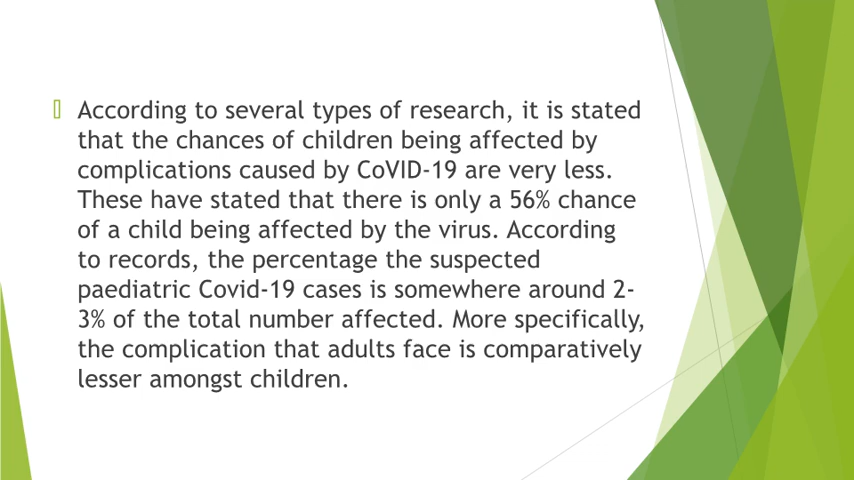 According to several types of research, it is stated
that the chances of children being affected by
complications caused by CoVID-19 are very less.
These have stated that there is only a 56% chance
of a child being affected by the virus. According
to records, the percentage the suspected
paediatric Covid-19 cases is somewhere around 2-
3% of the total number affected. More specifically,
the complication that adults face is comparatively
lesser amongst children.